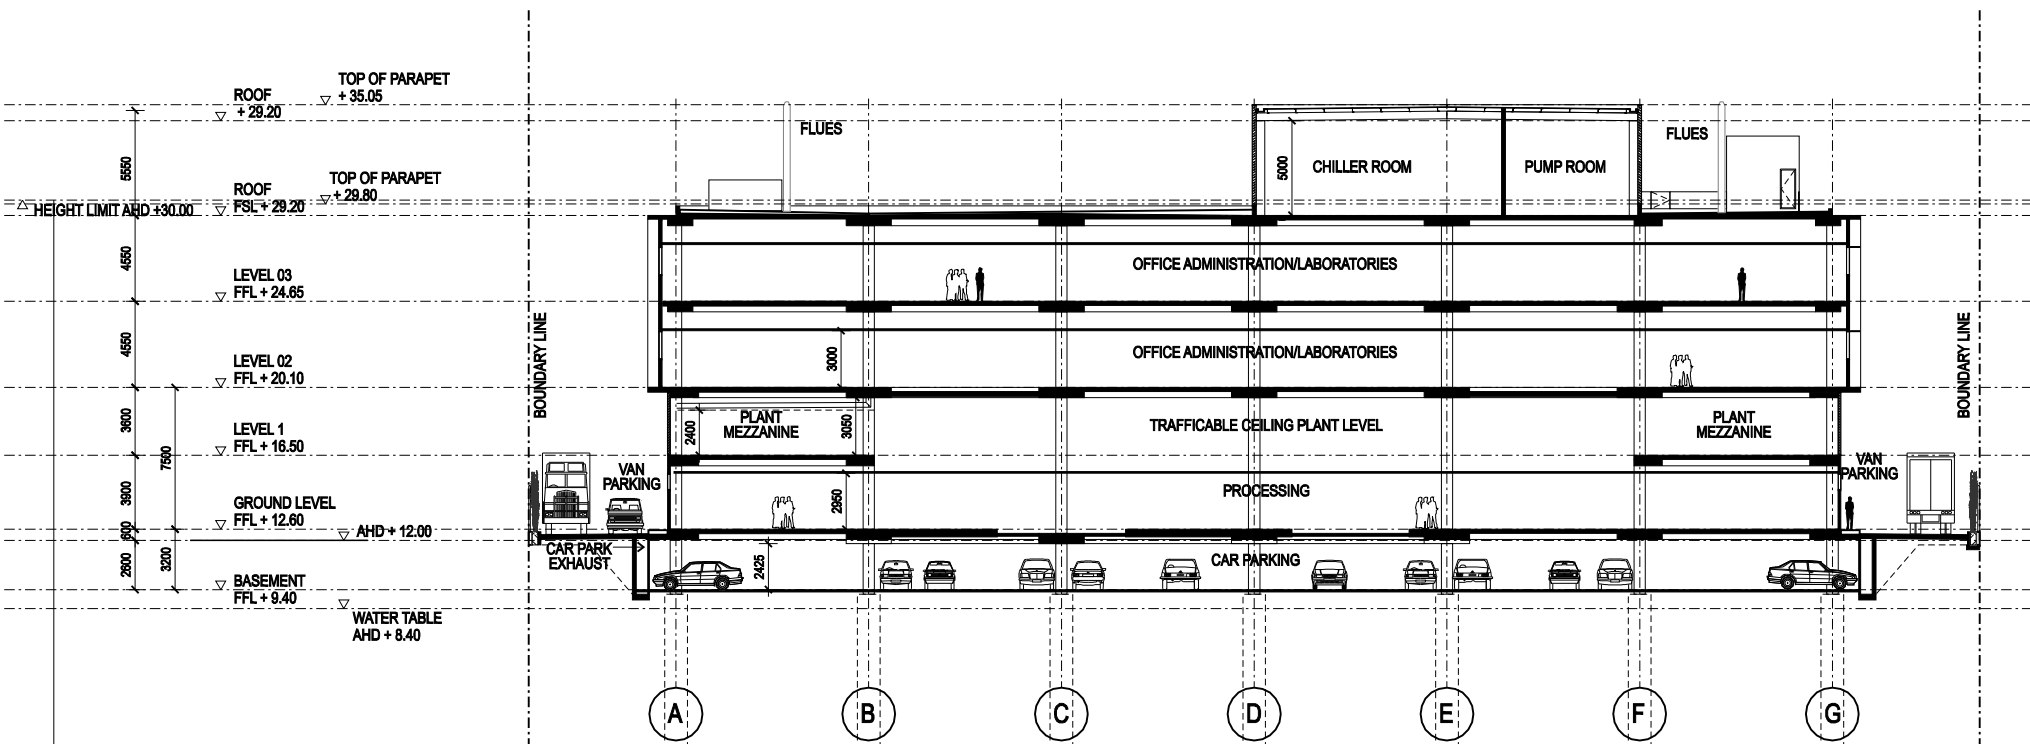 TOP OF PARAPET
+ 35.05
ROOF
+ 29.20
FLUES
FLUES
5550
5000
CHILLER ROOM
PUMP ROOM
TOP OF PARAPET
+ 29.80
ROOF
FSL + 29.20
HEIGHT LIMIT AHD +30.00
4550
LEVEL 03
FFL + 24.65
OFFICE ADMINISTRATION/LABORATORIES
BOUNDARY LINE
BOUNDARY LINE
4550
3000
OFFICE ADMINISTRATION/LABORATORIES
LEVEL 02
FFL + 20.10
3600
2400
PLANT
MEZZANINE
3050
TRAFFICABLE CEILING PLANT LEVEL
PLANT
MEZZANINE
LEVEL 1
FFL + 16.50
7500
VAN
PARKING
VAN
PARKING
3900
2950
PROCESSING
GROUND LEVEL
FFL + 12.60
600
AHD + 12.00
CAR PARK
EXHAUST
2600
3200
2425
CAR PARKING
BASEMENT
FFL + 9.40
WATER TABLE
AHD + 8.40
A
B
C
D
E
F
G